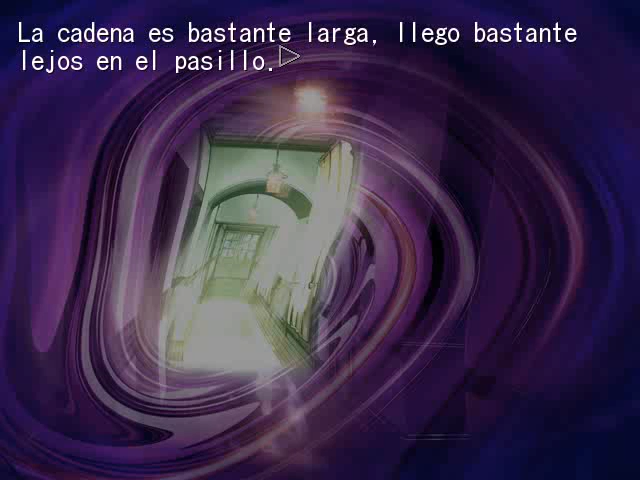 La cadena es bastante larga, llego bastante
lejos en el pasillo.